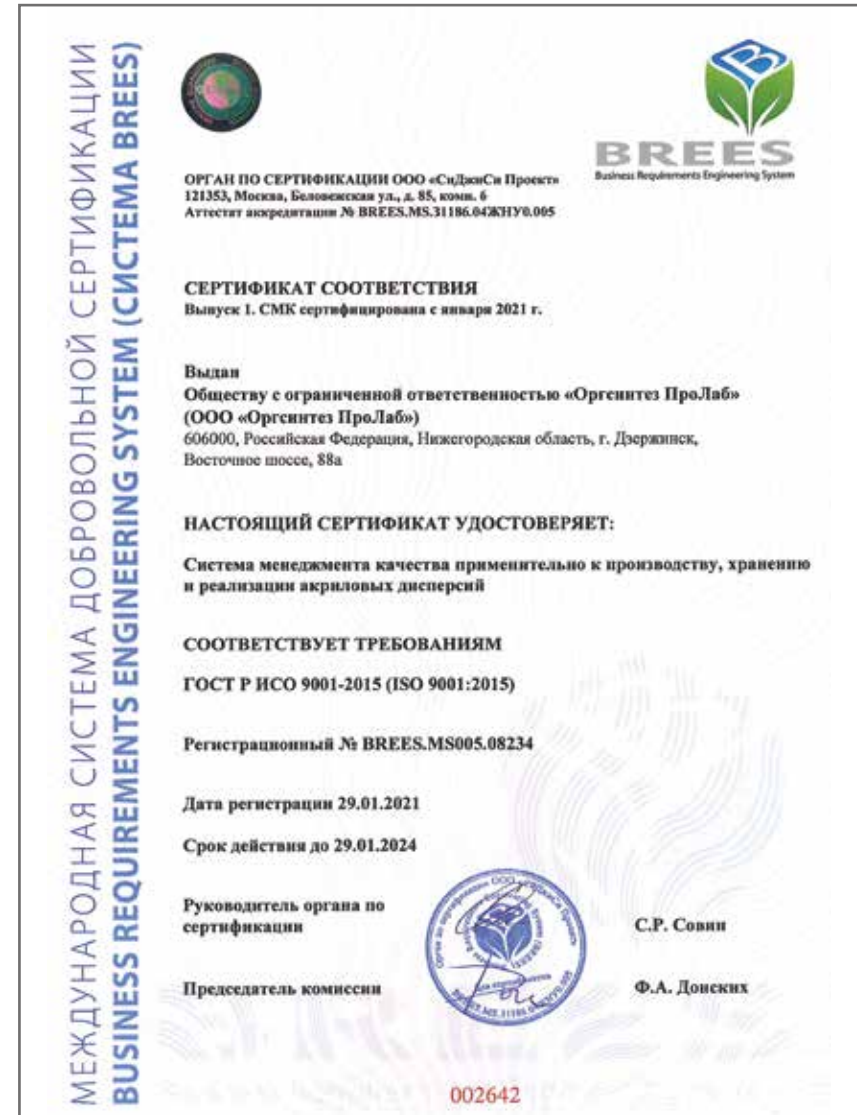 МЕЖДУНАРОДНАЯ СИСТЕМА ДОБРОВОЛЬНОЙ СЕРТИФИКАЦИИ
BUSINESS REQUIREMENTS ENGINEERING SYSTEM (СИСТЕМА BREES)
BREES
Business Requirements Engineering System
ОРГАН ПО СЕРТИФИКАЦИИ ООО «СиДжиСи Проект»
121353, Москва, Беловежская ул., д. 85, комн. 6
Аттестат аккредитации № BREES.MS.31186.04ЖНУ0.005
СЕРТИФИКАТ СООТВЕТСТВИЯ
Выпуск 1. СМК сертифицирована с января 2021 г.
Выдан
Обществу с ограниченной ответственностью «Оргсинтез ПроЛаб»
(ООО «Оргсинтез ПроЛаб»)
606000, Российская Федерация, Нижегородская область, г. Дзержинск,
Восточное шоссе, 88а
НАСТОЯЩИЙ СЕРТИФИКАТ УДОСТОВЕРЯЕТ:
Система менеджмента качества применительно к производству, хранению
и реализации акриловых дисперсий
СООТВЕТСТВУЕТ ТРЕБОВАНИЯМ
ГОСТ Р ИСО 9001-2015 (ISO 9001:2015)
Регистрационный № BREES.MS005.08234
Дата регистрации 29.01.2021
Срок действия до 29.01.2024
Руководитель органа по
сертификации
С.Р. Совин
Председатель комиссии
Ф.А. Донских
002642